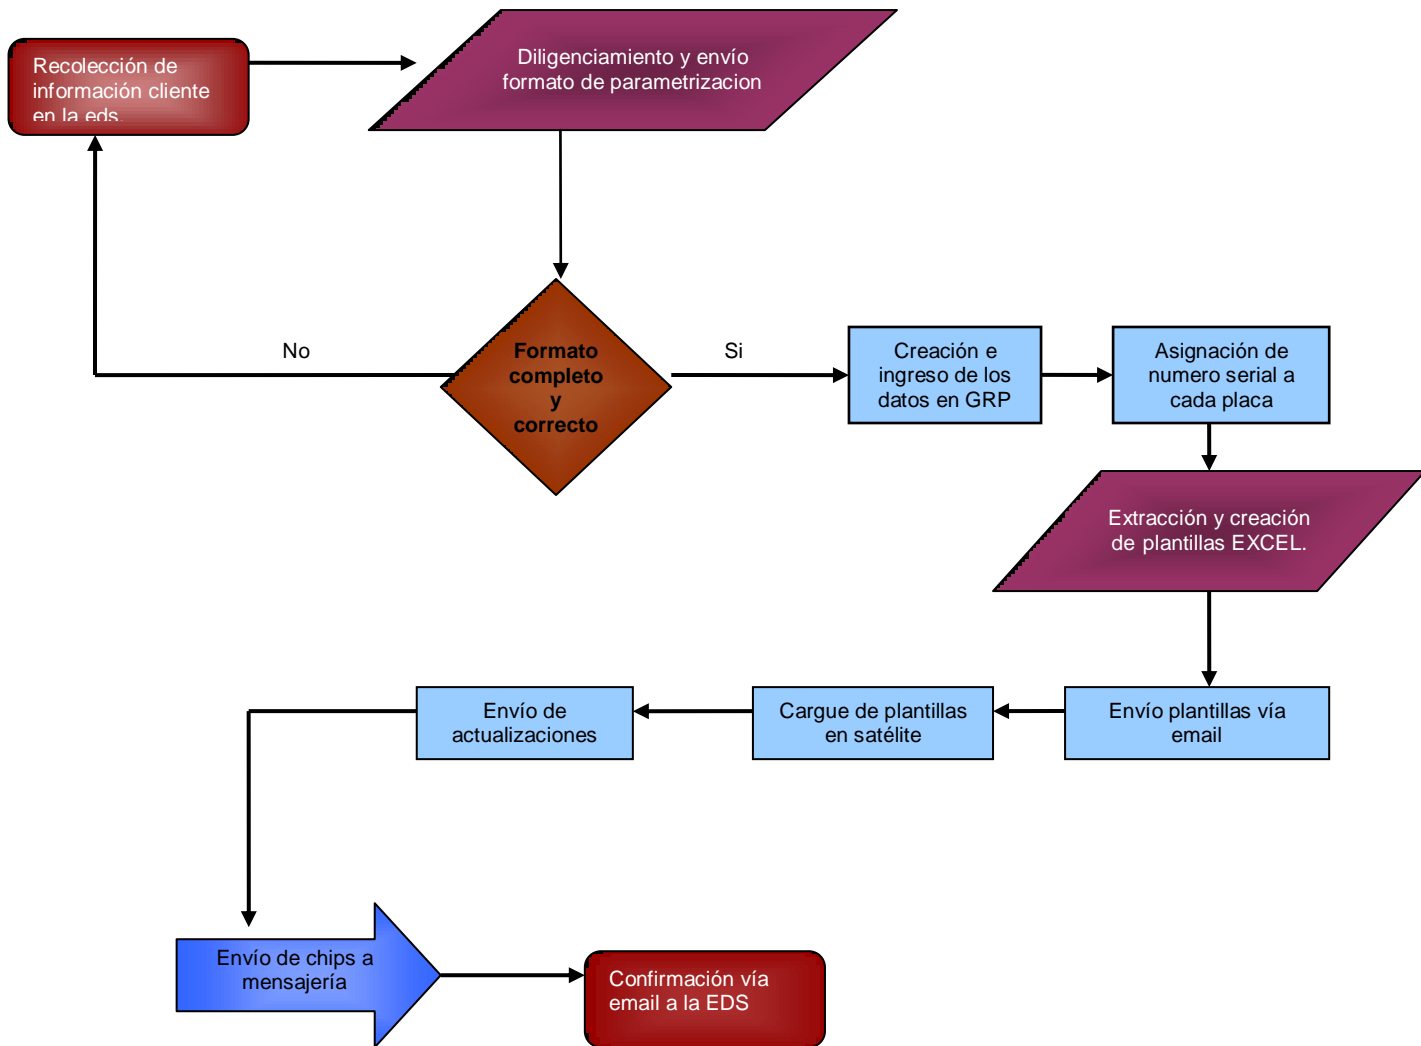 Recolección de
información cliente
en la eds.
Diligenciamiento y envío
formato de parametrizacion
No
Formato
completo
y
correcto
Si
Creación e
ingreso de los
datos en GRP
Asignación de
numero serial a
cada placa
Extracción y creación
de plantillas EXCEL.
Envío de
actualizaciones
Cargue de plantillas
en satélite
Envío plantillas vía
email
Envío de chips a
mensajería
Confirmación vía
email a la EDS